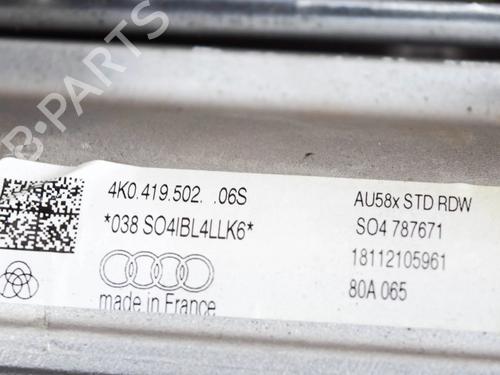 B-PARTS
4K0.419.502. .06S
*038 SO4IBL4LLK6*
made in France
AU58x STD RDW
SO4 787671
18112105961
80A 065